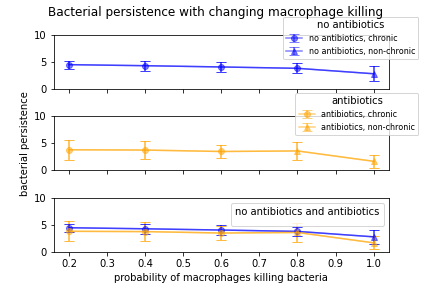 Bacterial persistence with changing macrophage killing
no antibiotics
no antibiotics, chronic
no antibiotics, non-chronic
10
5
0
antibiotics
antibiotics, chronic
antibiotics, non-chronic
10
5
0
bacterial persistence
no antibiotics and antibiotics
10
5
0
0.2 0.3 0.4 0.5 0.6 0.7 0.8 0.9 1.0
probability of macrophages killing bacteria